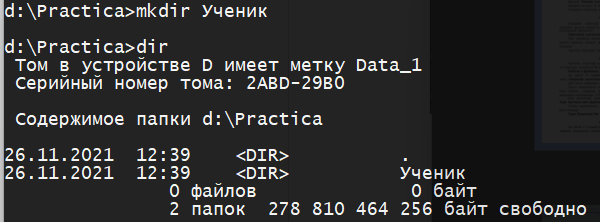 d:\Practica>mkdir Ученик
d:\Practica>dir
Том в устройстве D имеет метку Data_1
Серийный номер тома: 2ABD-29B0
Содержимое папки d:\Practica
26.11.2021  12:39    <DIR>          .
26.11.2021  12:39    <DIR>          Ученик
0 файлов              0 байт
2 папок  278 810 464 256 байт свободно